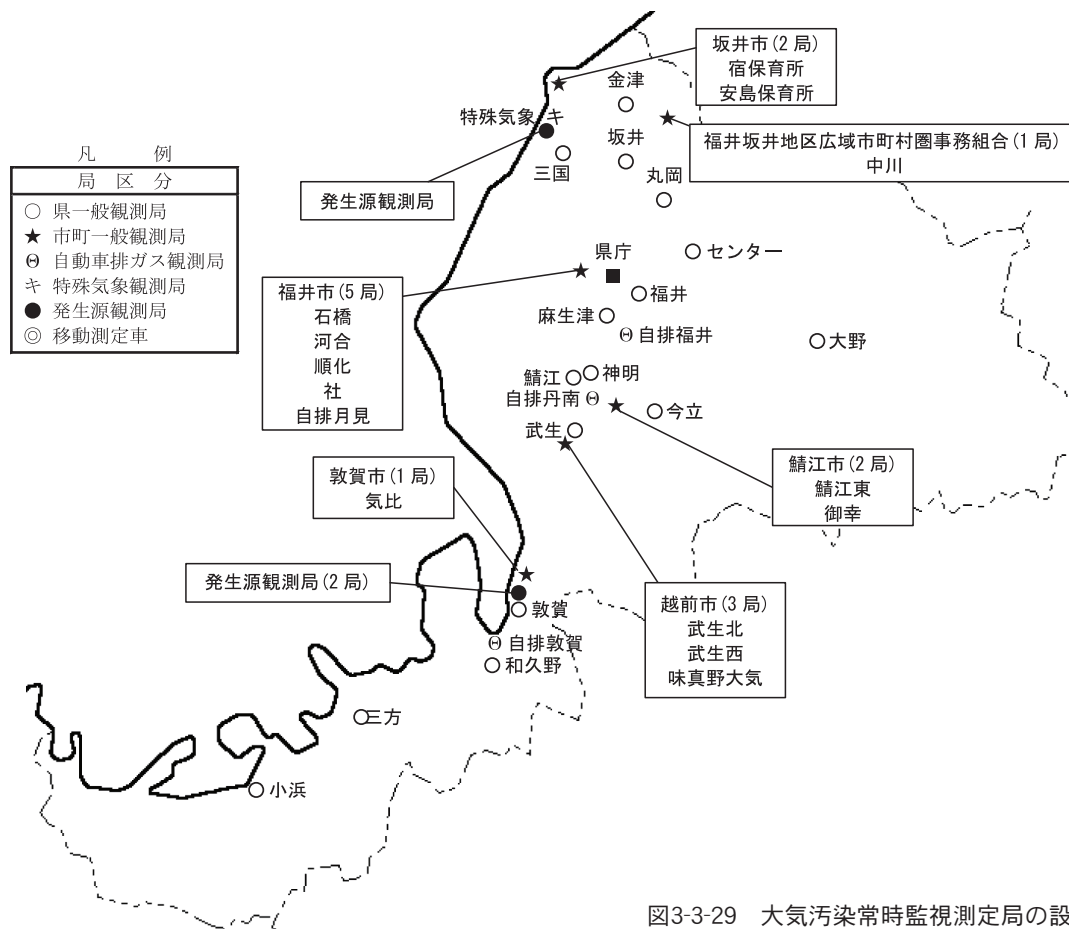 坂井市(2局)
宿保育所
安島保育所
金津
特殊気象 キ
坂井
福井坂井地区広域市町村圏事務組合(1局)
中川
三国
丸岡
発生源観測局
凡 例
局 区 分
○ 県一般観測局
★ 市町一般観測局
Θ 自動車排ガス観測局
キ 特殊気象観測局
● 発生源観測局
◎ 移動測定車
県庁
センター
福井市(5局)
石橋
河合
順化
社
自排月見
福井
麻生津
自排福井
大野
鯖江
神明
自排丹南
今立
武生
鯖江市(2局)
鯖江東
御幸
敦賀市(1局)
気比
発生源観測局(2局)
敦賀
越前市(3局)
武生北
武生西
味真野大気
自排敦賀
和久野
三方
小浜
図3-3-29 大気汚染常時監視測定局の設